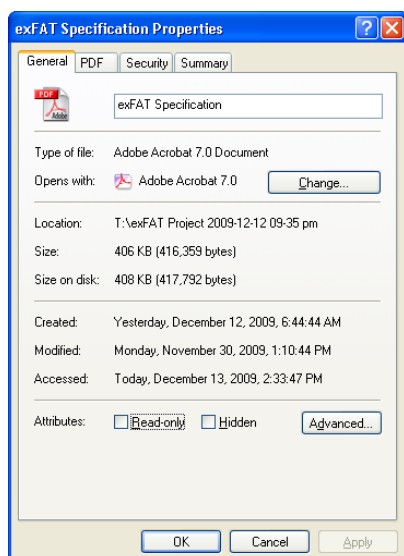 exFAT Specification Properties
General PDF Security Summary
PDF
Adobe
exFAT Specification
Type of file: Adobe Acrobat 7.0 Document
Opens with: Adobe Acrobat 7.0 Change...
Location: T:\exFAT Project 2009-12-12 09-35 pm
Size: 406 KB (416,359 bytes)
Size on disk: 408 KB (417,792 bytes)
Created: Yesterday, December 12, 2009, 6:44:44 AM
Modified: Monday, November 30, 2009, 1:10:44 PM
Accessed: Today, December 13, 2009, 2:33:47 PM
Attributes: Read-only Hidden Advanced...
OK Cancel Apply